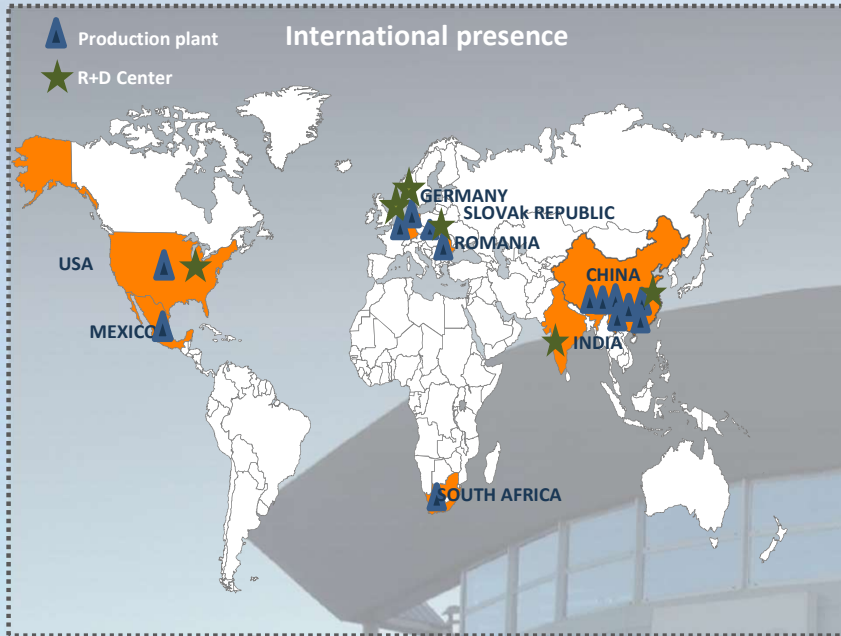 International presence
Production plant
R+D Center
GERMANY
SLOVAk REPUBLIC
ROMANIA
USA
CHINA
MEXICO
INDIA
SOUTH AFRICA